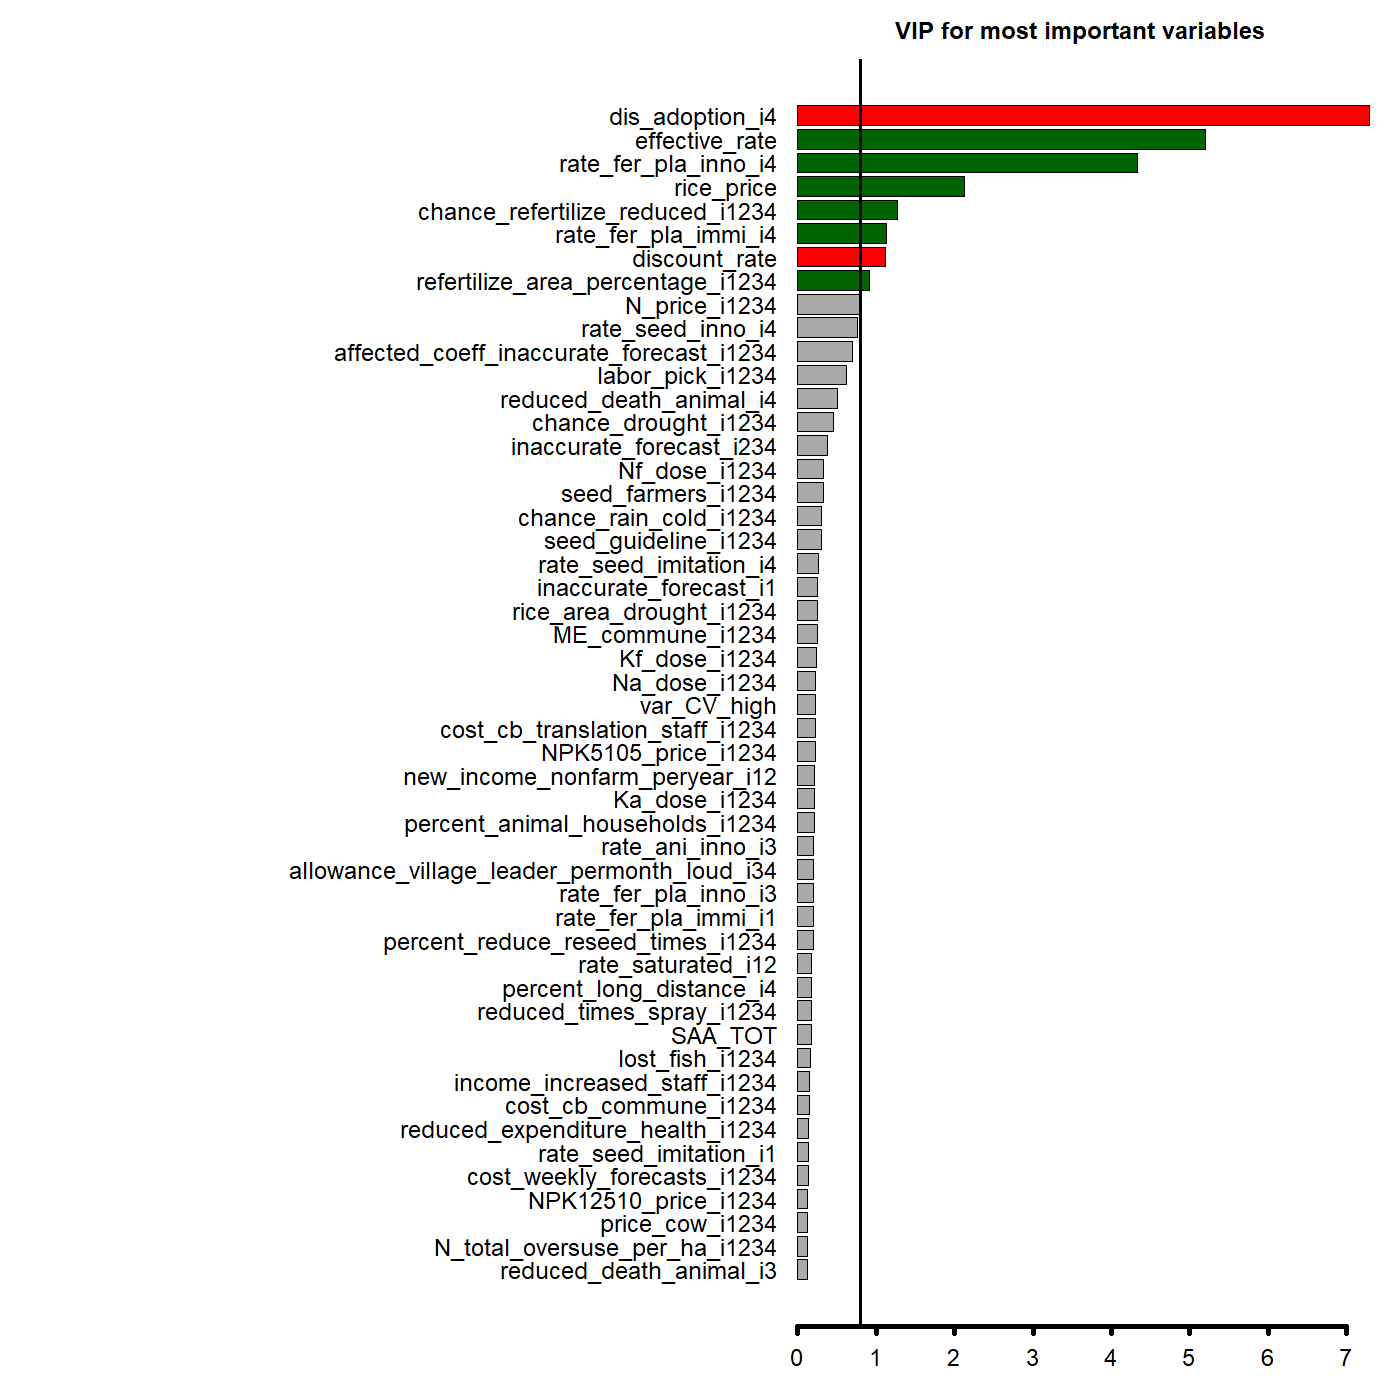 VIP for most important variables
dis_adoption_i4
effective_rate
rate_fer_pla_inno_i4
rice_price
chance_refertilize_reduced_i1234
rate_fer_pla_immi_i4
discount_rate
refertilize_area_percentage_i1234
N_price_i1234
rate_seed_inno_i4
affected_coeff_inaccurate_forecast_i1234
labor_pick_i1234
reduced_death_animal_i4
chance_drought_i1234
inaccurate_forecast_i234
Nf_dose_i1234
seed_farmers_i1234
chance_rain_cold_i1234
seed_guideline_i1234
rate_seed_imitation_i4
inaccurate_forecast_i1
rice_area_drought_i1234
ME_commune_i1234
Kf_dose_i1234
Na_dose_i1234
var_CV_high
cost_cb_translation_staff_i1234
NPK5105_price_i1234
new_income_nonfarm_peryear_i12
Ka_dose_i1234
percent_animal_households_i1234
rate_ani_inno_i3
allowance_village_leader_permonth_loud_i34
rate_fer_pla_inno_i3
rate_fer_pla_immi_i1
percent_reduce_reseed_times_i1234
rate_saturated_i12
percent_long_distance_i4
reduced_times_spray_i1234
SAA_TOT
lost_fish_i1234
income_increased_staff_i1234
cost_cb_commune_i1234
reduced_expenditure_health_i1234
rate_seed_imitation_i1
cost_weekly_forecasts_i1234
NPK12510_price_i1234
price_cow_i1234
N_total_oversuse_per_ha_i1234
reduced_death_animal_i3
0 1 2 3 4 5 6 7